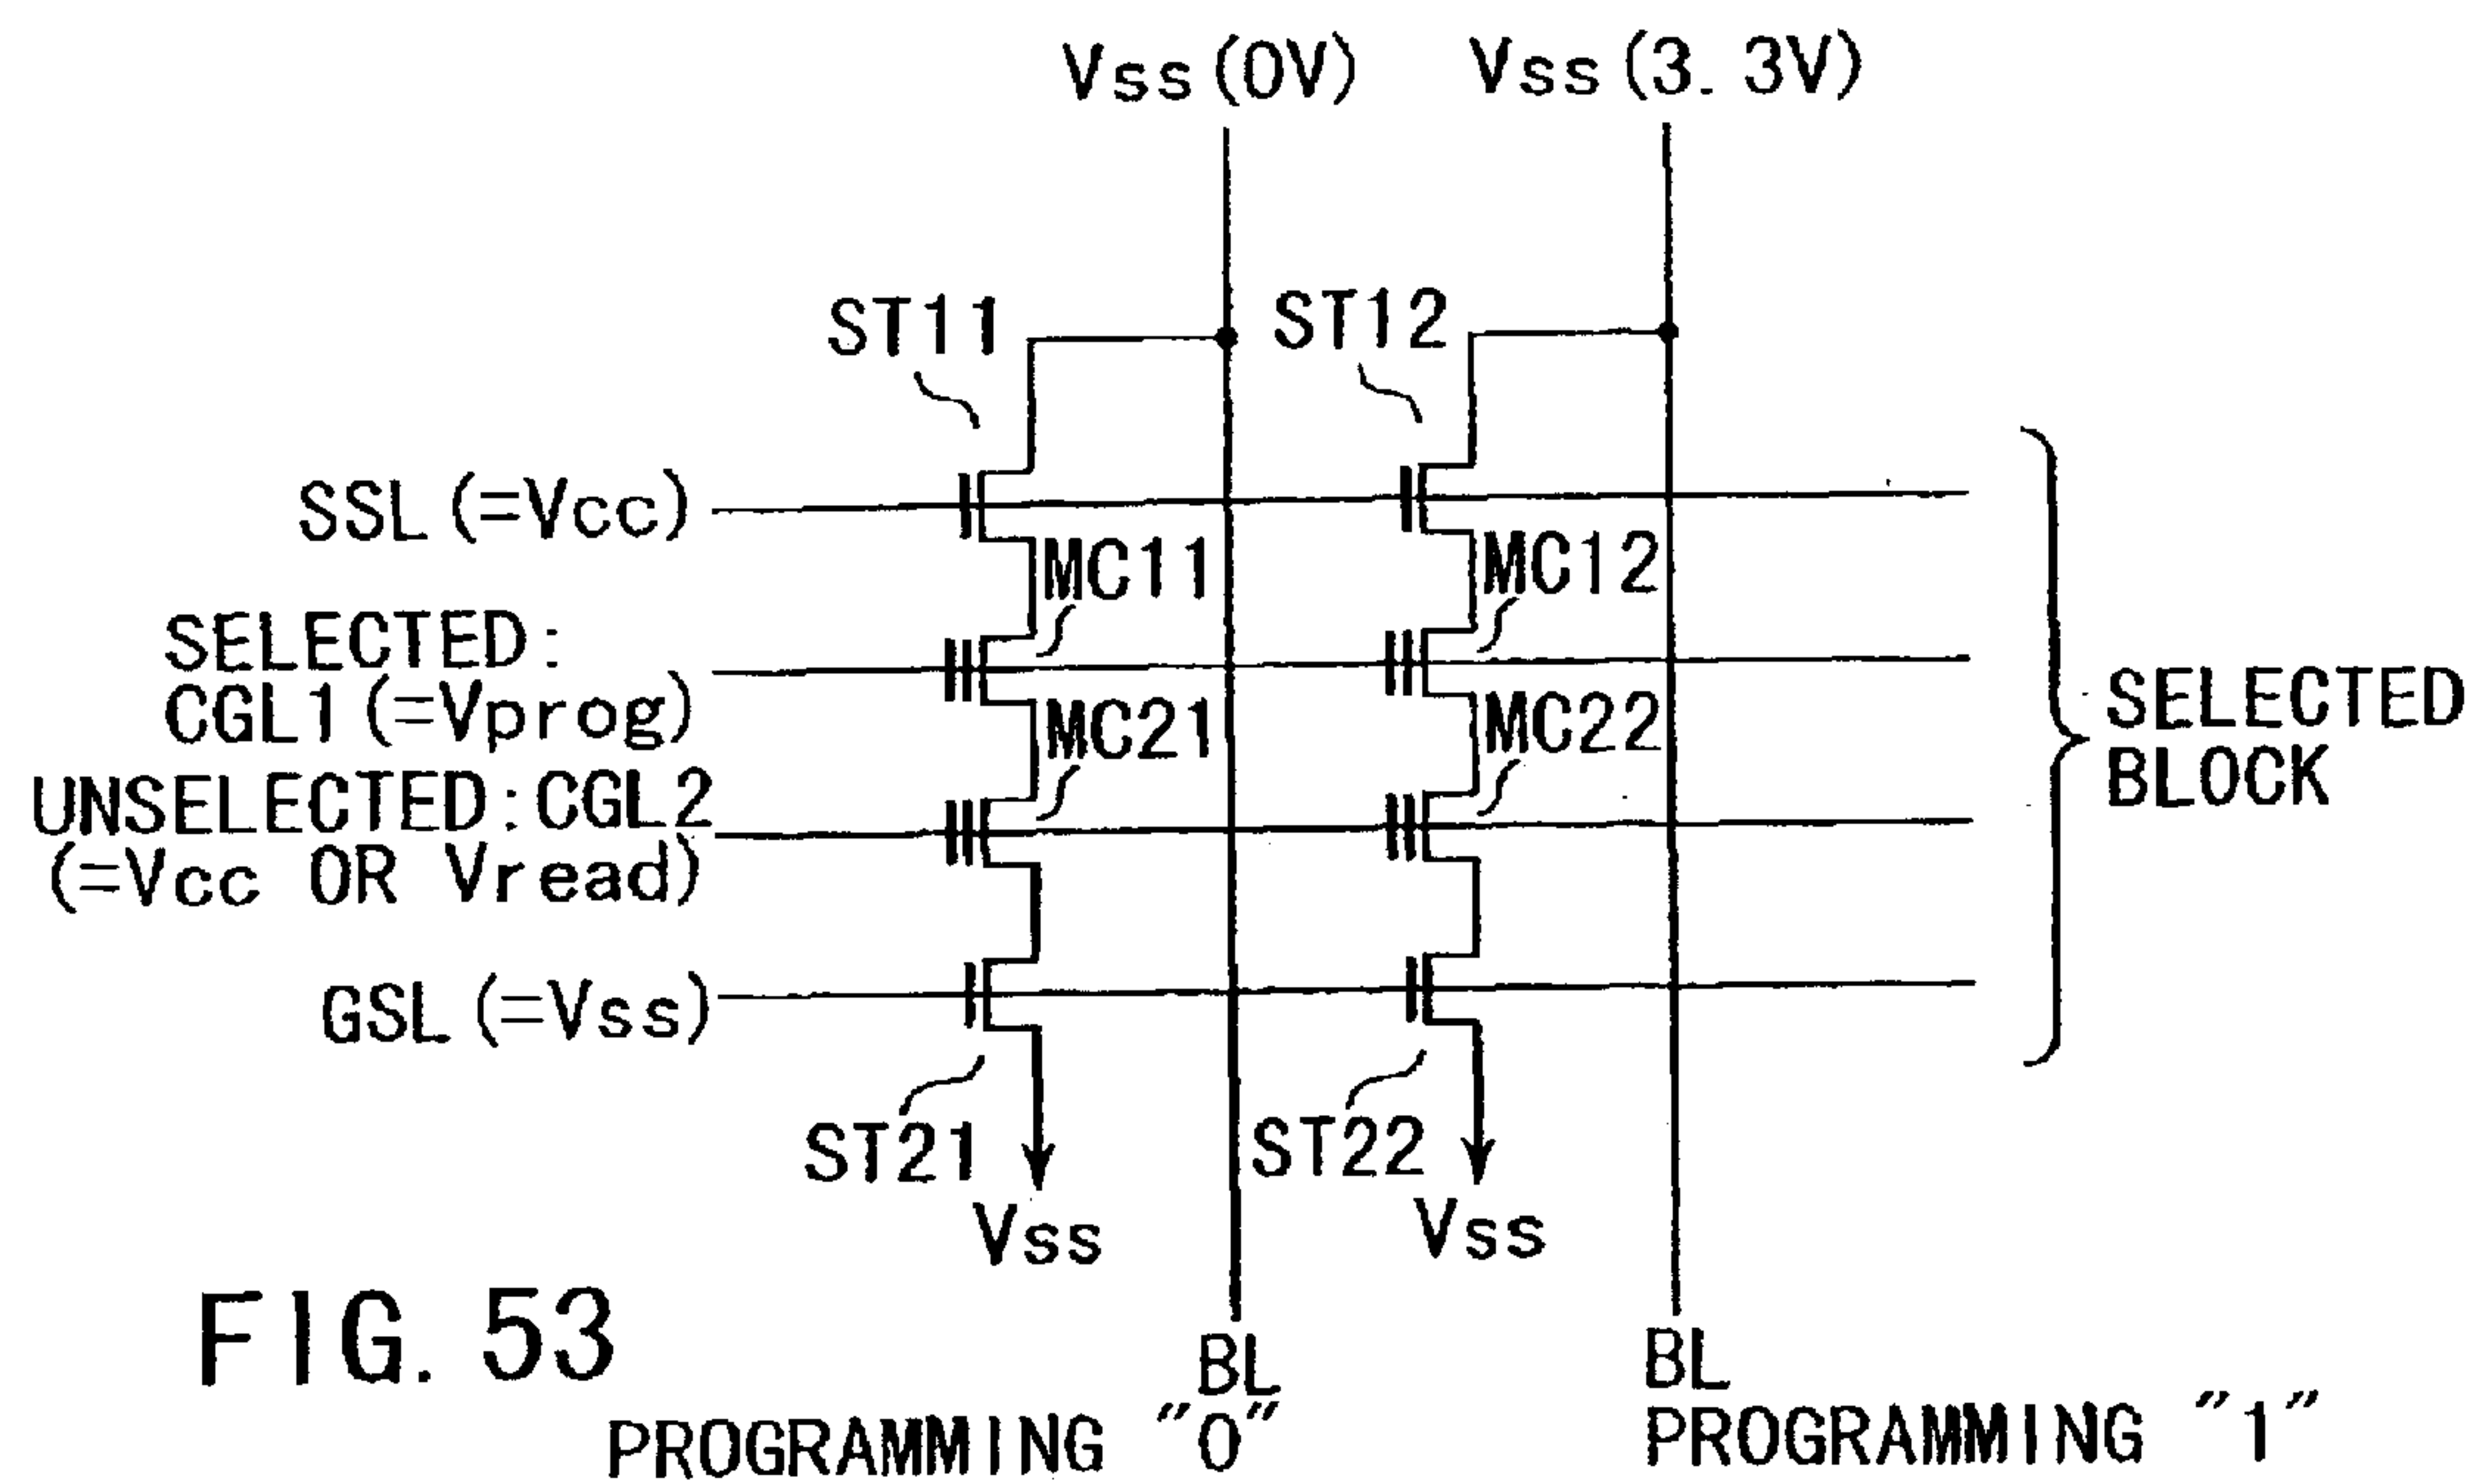 Vss(0V) Vss(3. 3V)
ST11 ST12
SSL(=Vcc)
MC11 MC12
SELECTED:
CGL1(=Vprog)
MC21 MC22
SELECTED
BLOCK
UNSELECTED:CGL2
(=Vcc OR Vread)
GSL(=Vss)
ST21 ST22
Vss Vss
FIG. 53
BL BL
PROGRAMMING "0" PROGRAMMING "1"